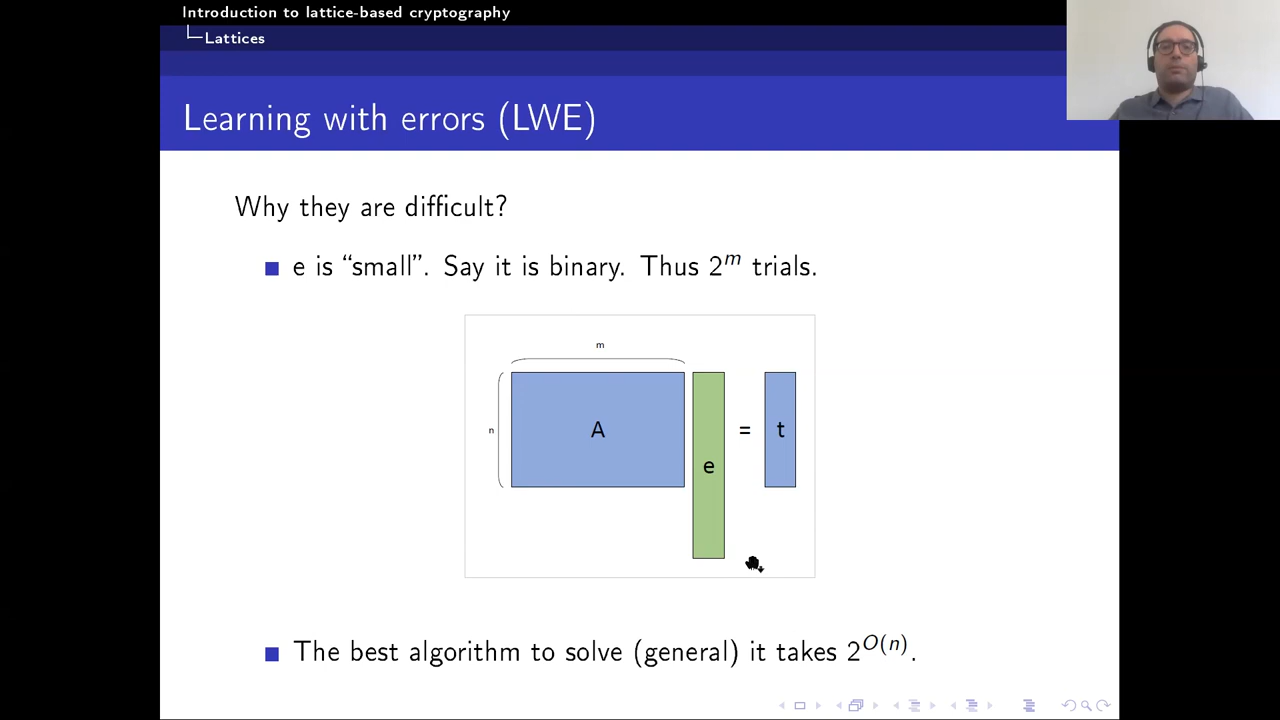 Introduction to lattice-based cryptography
Lattices
Learning with errors (LWE)
Why they are difficult?
e is “small”. Say it is binary. Thus 2^m trials.
m
n
A
e
=
t
The best algorithm to solve (general) it takes 2^O(n).